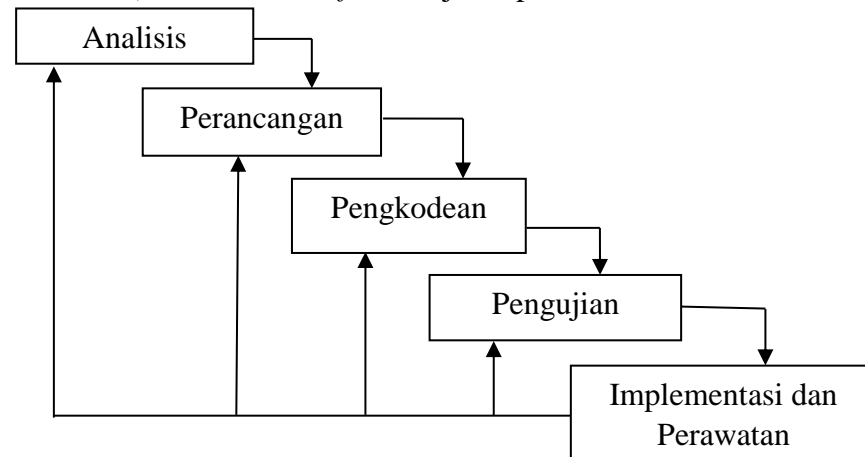 Analisis
Perancangan
Pengkodean
Pengujian
Implementasi dan
Perawatan